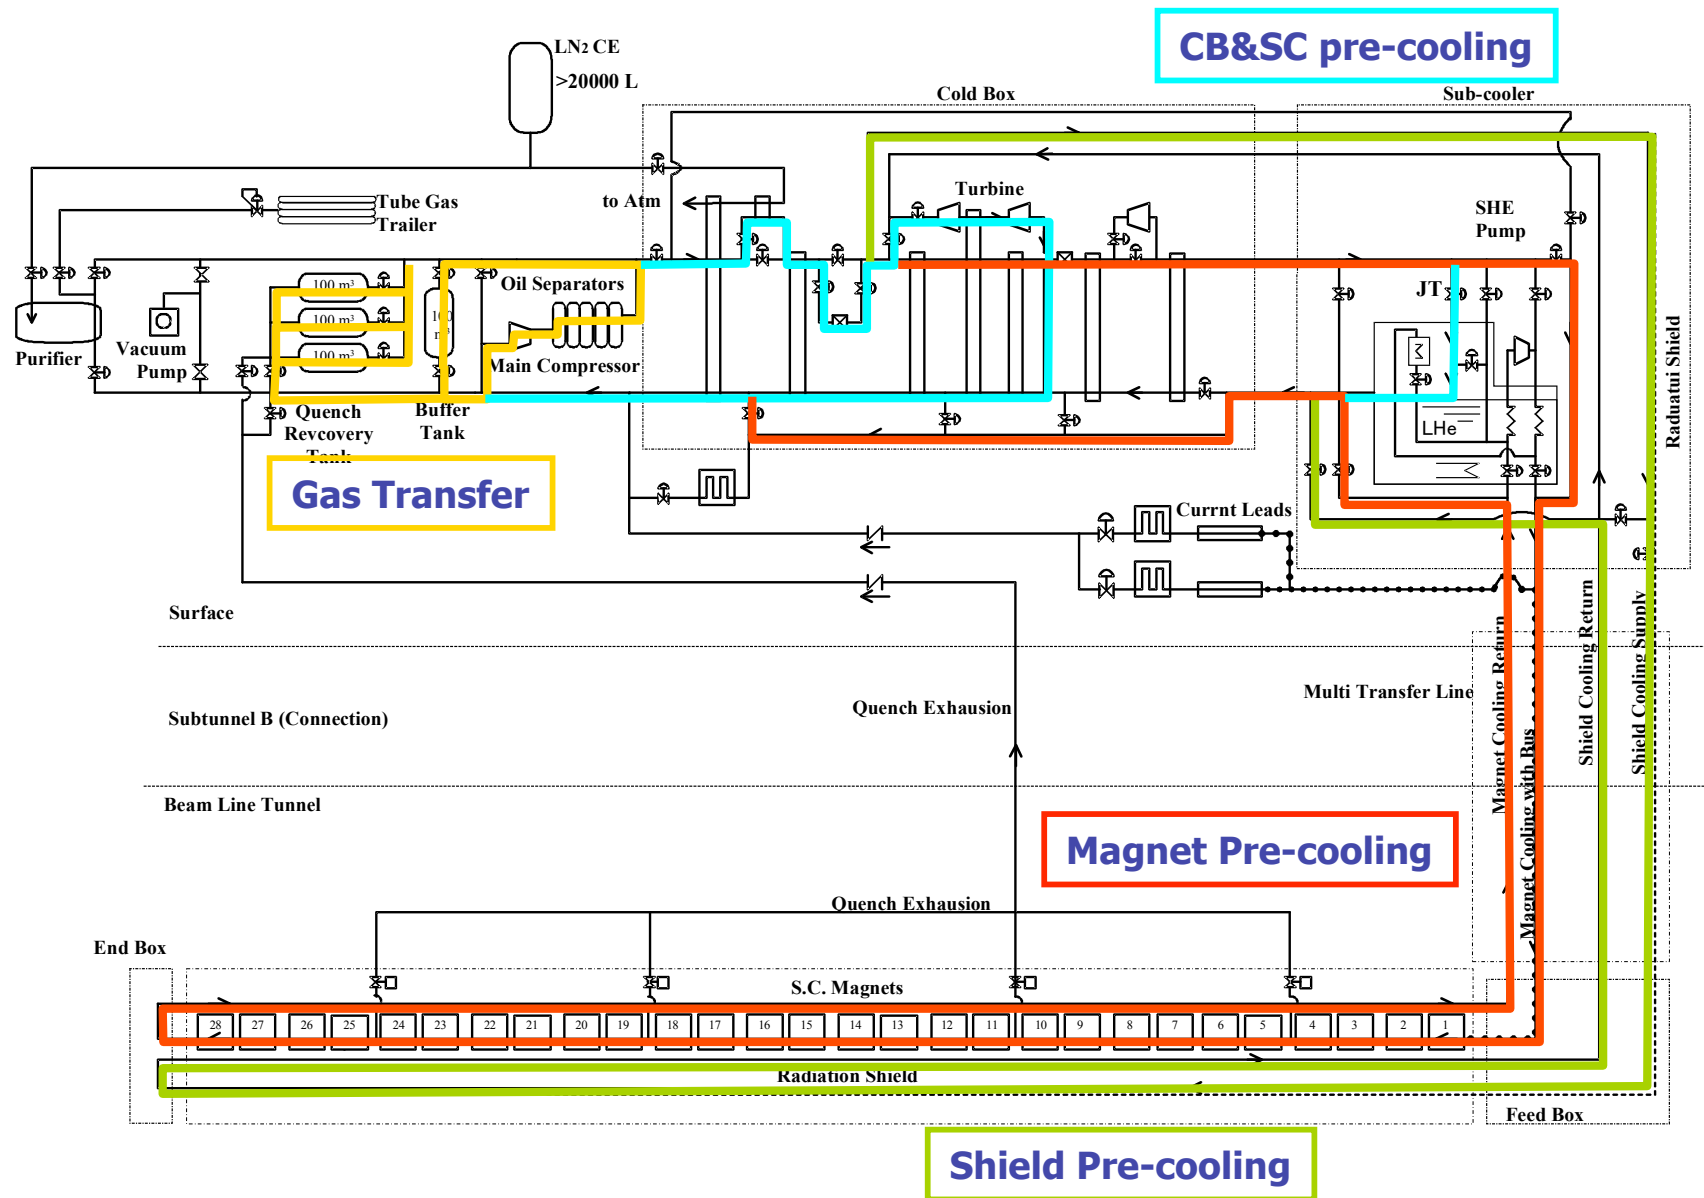 CB&SC pre-cooling
LN2 CE
>20000 L
Cold Box
Sub-cooler
Tube Gas
Trailer
to Atm
Turbine
SHE
Pump
Oil Separators
100 m³
100 m³
100 m³
100
m³
JT
Purifier
Vacuum
Pump
Main Compressor
Raduatui Shield
Quench
Revcovery
Tank
Buffer
Tank
LHe
Gas Transfer
Currnt Leads
Surface
Magnet Cooling Return
Magnet Cooling with Bus
Shield Cooling Return
Shield Cooling Supply
Multi Transfer Line
Subtunnel B (Connection)
Quench Exhausion
Beam Line Tunnel
Magnet Pre-cooling
Quench Exhausion
End Box
S.C. Magnets
28 27 26 25 24 23 22 21 20 19 18 17 16 15 14 13 12 11 10 9 8 7 6 5 4 3 2 1
Radiation Shield
Feed Box
Shield Pre-cooling